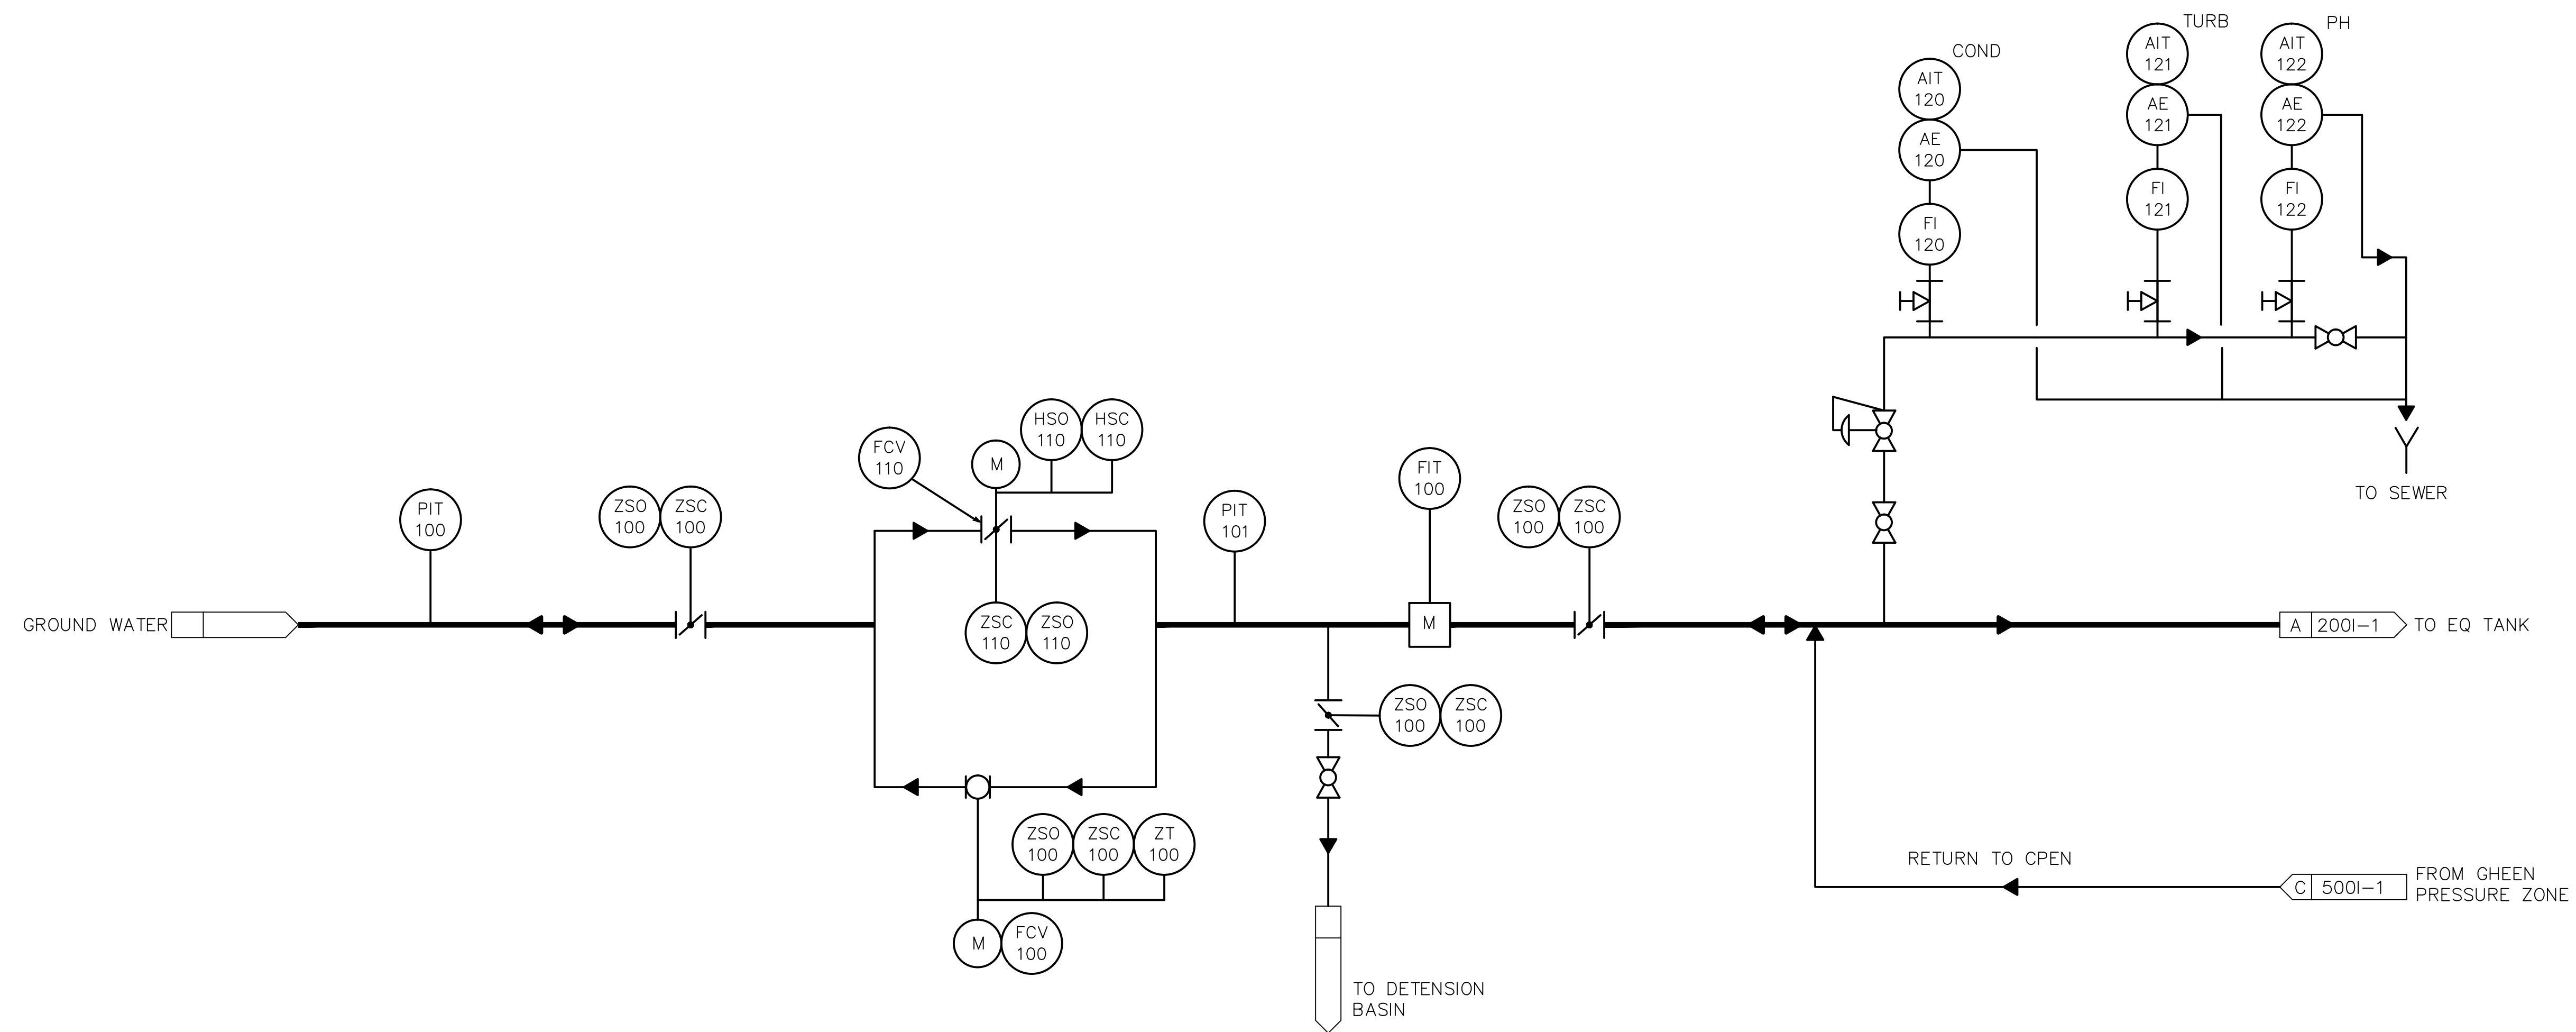 TURB
PH
COND
AIT
120
AE
120
FI
120
AIT
121
AE
121
FI
121
AIT
122
AE
122
FI
122
TO SEWER
HSO
110
HSC
110
FCV
110
M
PIT
100
ZSO
100
ZSC
100
ZSC
110
ZSO
110
PIT
101
FIT
100
M
ZSO
100
ZSC
100
GROUND WATER
A 200I-1 TO EQ TANK
ZSO
100
ZSC
100
ZSO
100
ZSC
100
ZT
100
M
FCV
100
RETURN TO CPEN
C 500I-1
FROM GHEEN
PRESSURE ZONE
TO DETENSION
BASIN